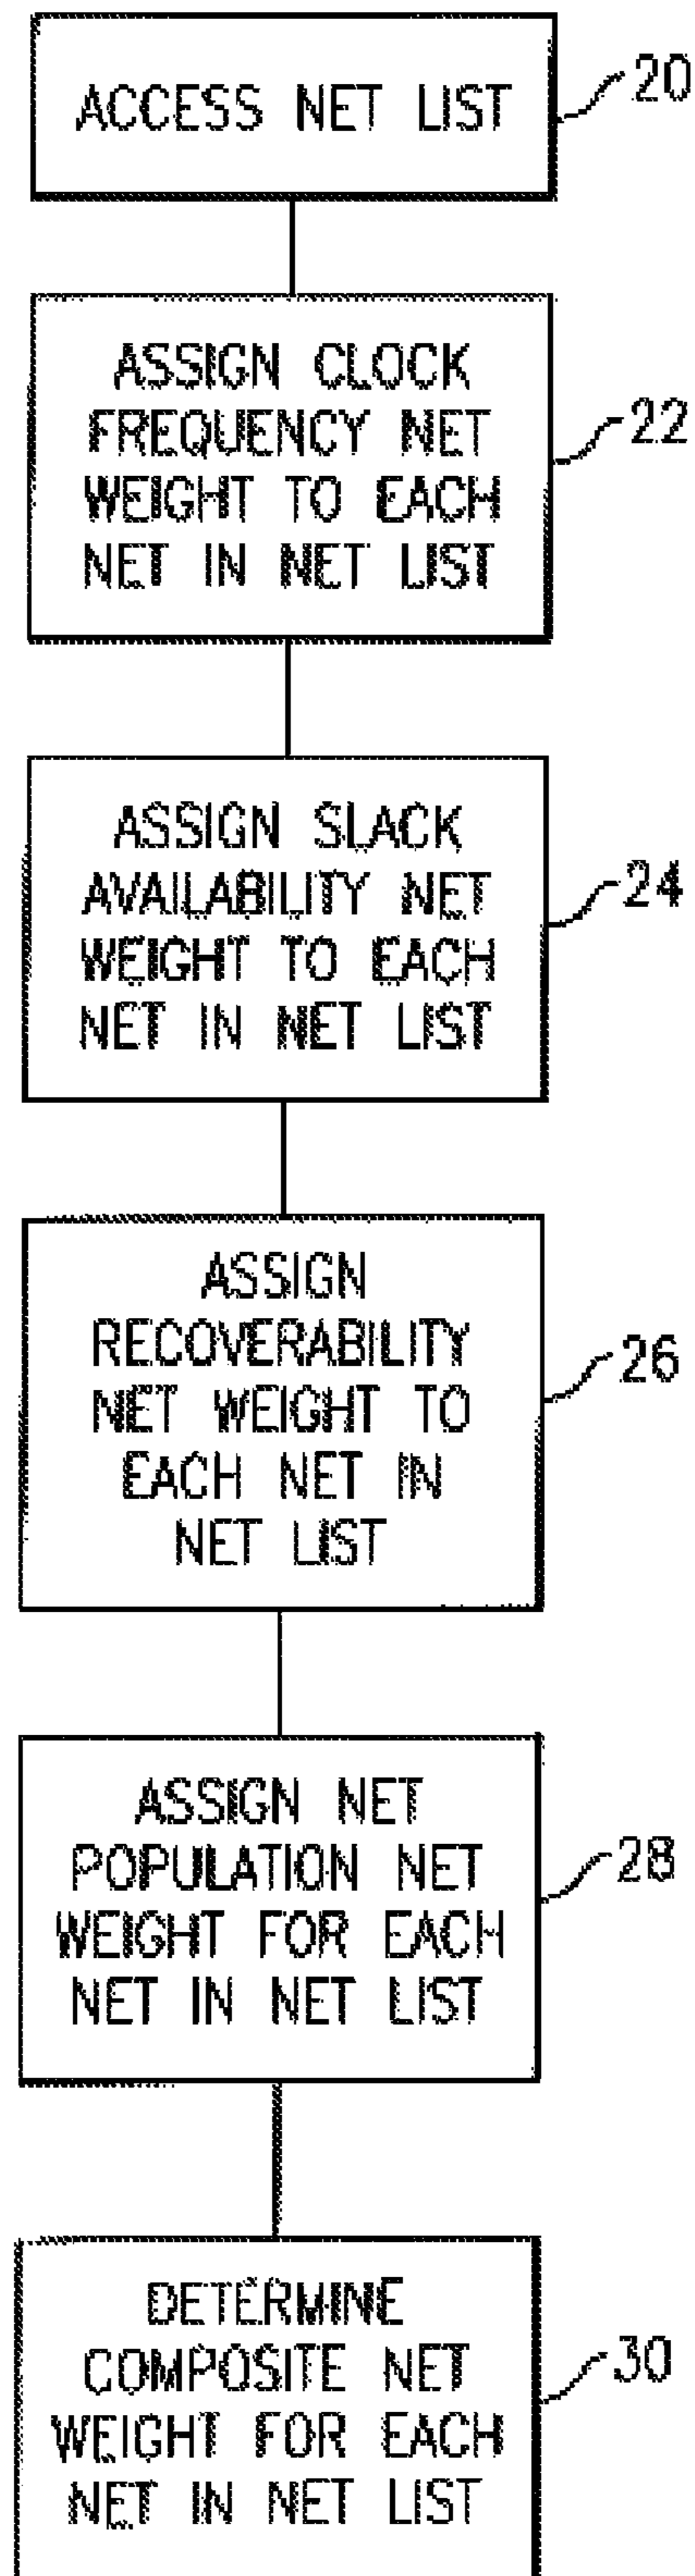 ACCESS NET LIST
20
ASSIGN CLOCK
FREQUENCY NET
WEIGHT TO EACH
NET IN NET LIST
22
ASSIGN SLACK
AVAILABILITY NET
WEIGHT TO EACH
NET IN NET LIST
24
ASSIGN
RECOVERABILITY
NET WEIGHT TO
EACH NET IN
NET LIST
26
ASSIGN NET
POPULATION NET
WEIGHT FOR EACH
NET IN NET LIST
28
DETERMINE
COMPOSITE NET
WEIGHT FOR EACH
NET IN NET LIST
30